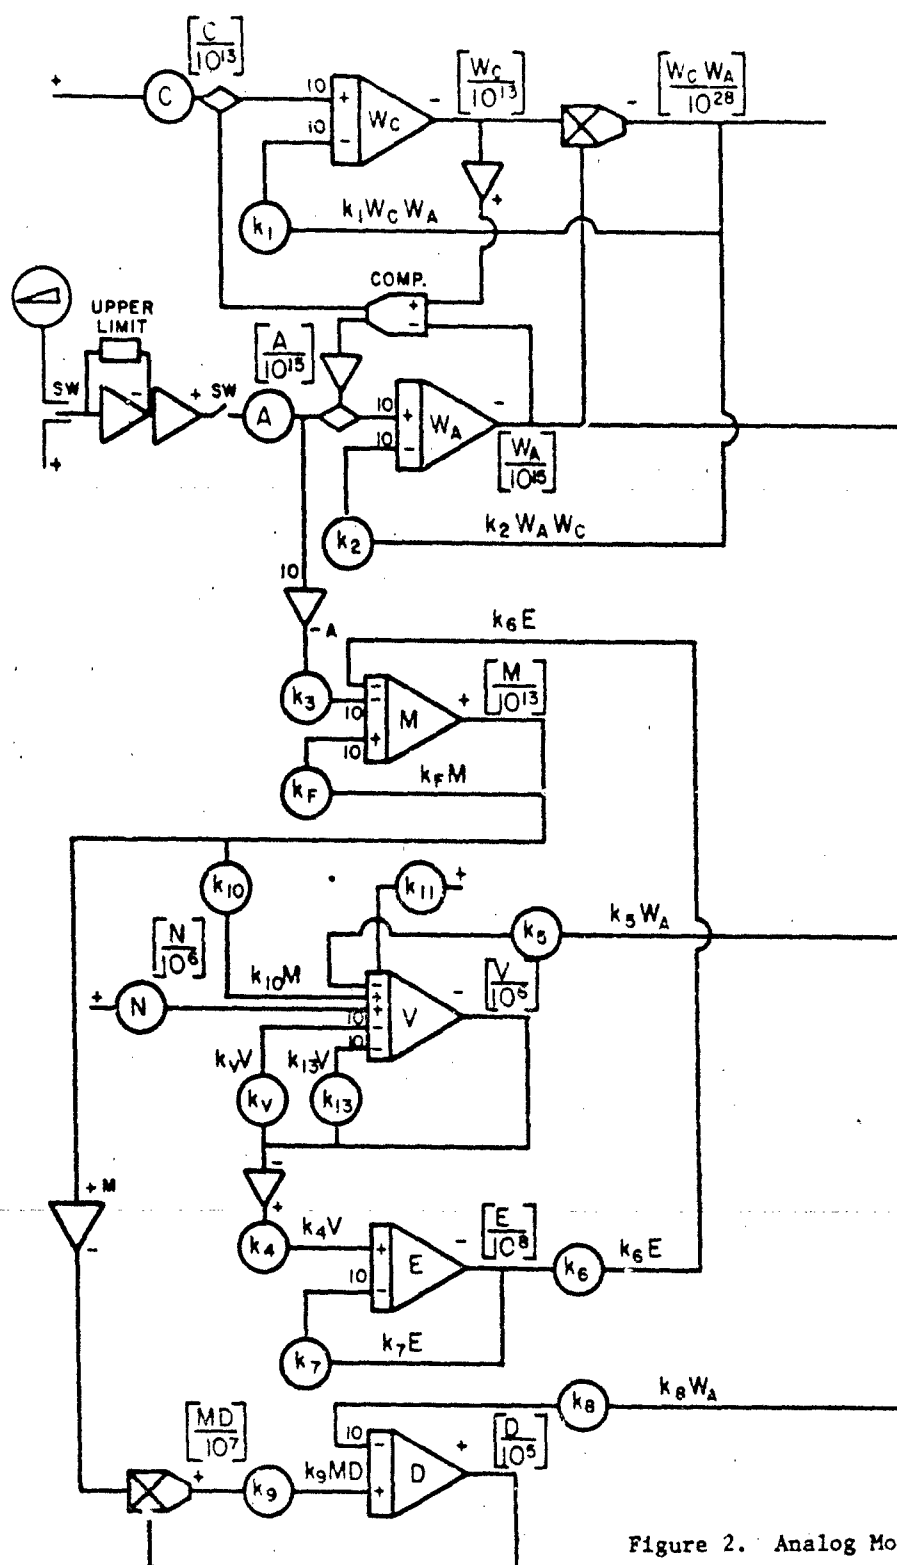 [C/10^13]
+ C 10 + W_C - [W_C/10^13] - [W_C W_A/10^28]
10 -
+
k_1 k_1 W_C W_A
COMP.
+
-
UPPER
LIMIT
[A/10^15]
SW - + SW A 10 + W_A -
+
10 -
[W_A/10^15]
k_2 k_2 W_A W_C
10
- A
k_6 E
k_3 - - 10 M + [M/10^13]
10 +
k_F k_F M
k_10
k_11 +
[N/10^6]
k_5 k_5 W_A
k_10 M
+ N - + + V - [V/10^6]
10 -
10 -
k_V V k_13 V
k_V k_13
-
+
+ M
-
k_4 k_4 V + E - [E/10^8] k_6 k_6 E
10 -
k_7 k_7 E
k_8 k_8 W_A
[MD/10^7]
10 - D + [D/10^5]
+ k_9 k_9 MD +
Figure 2. Analog Mo